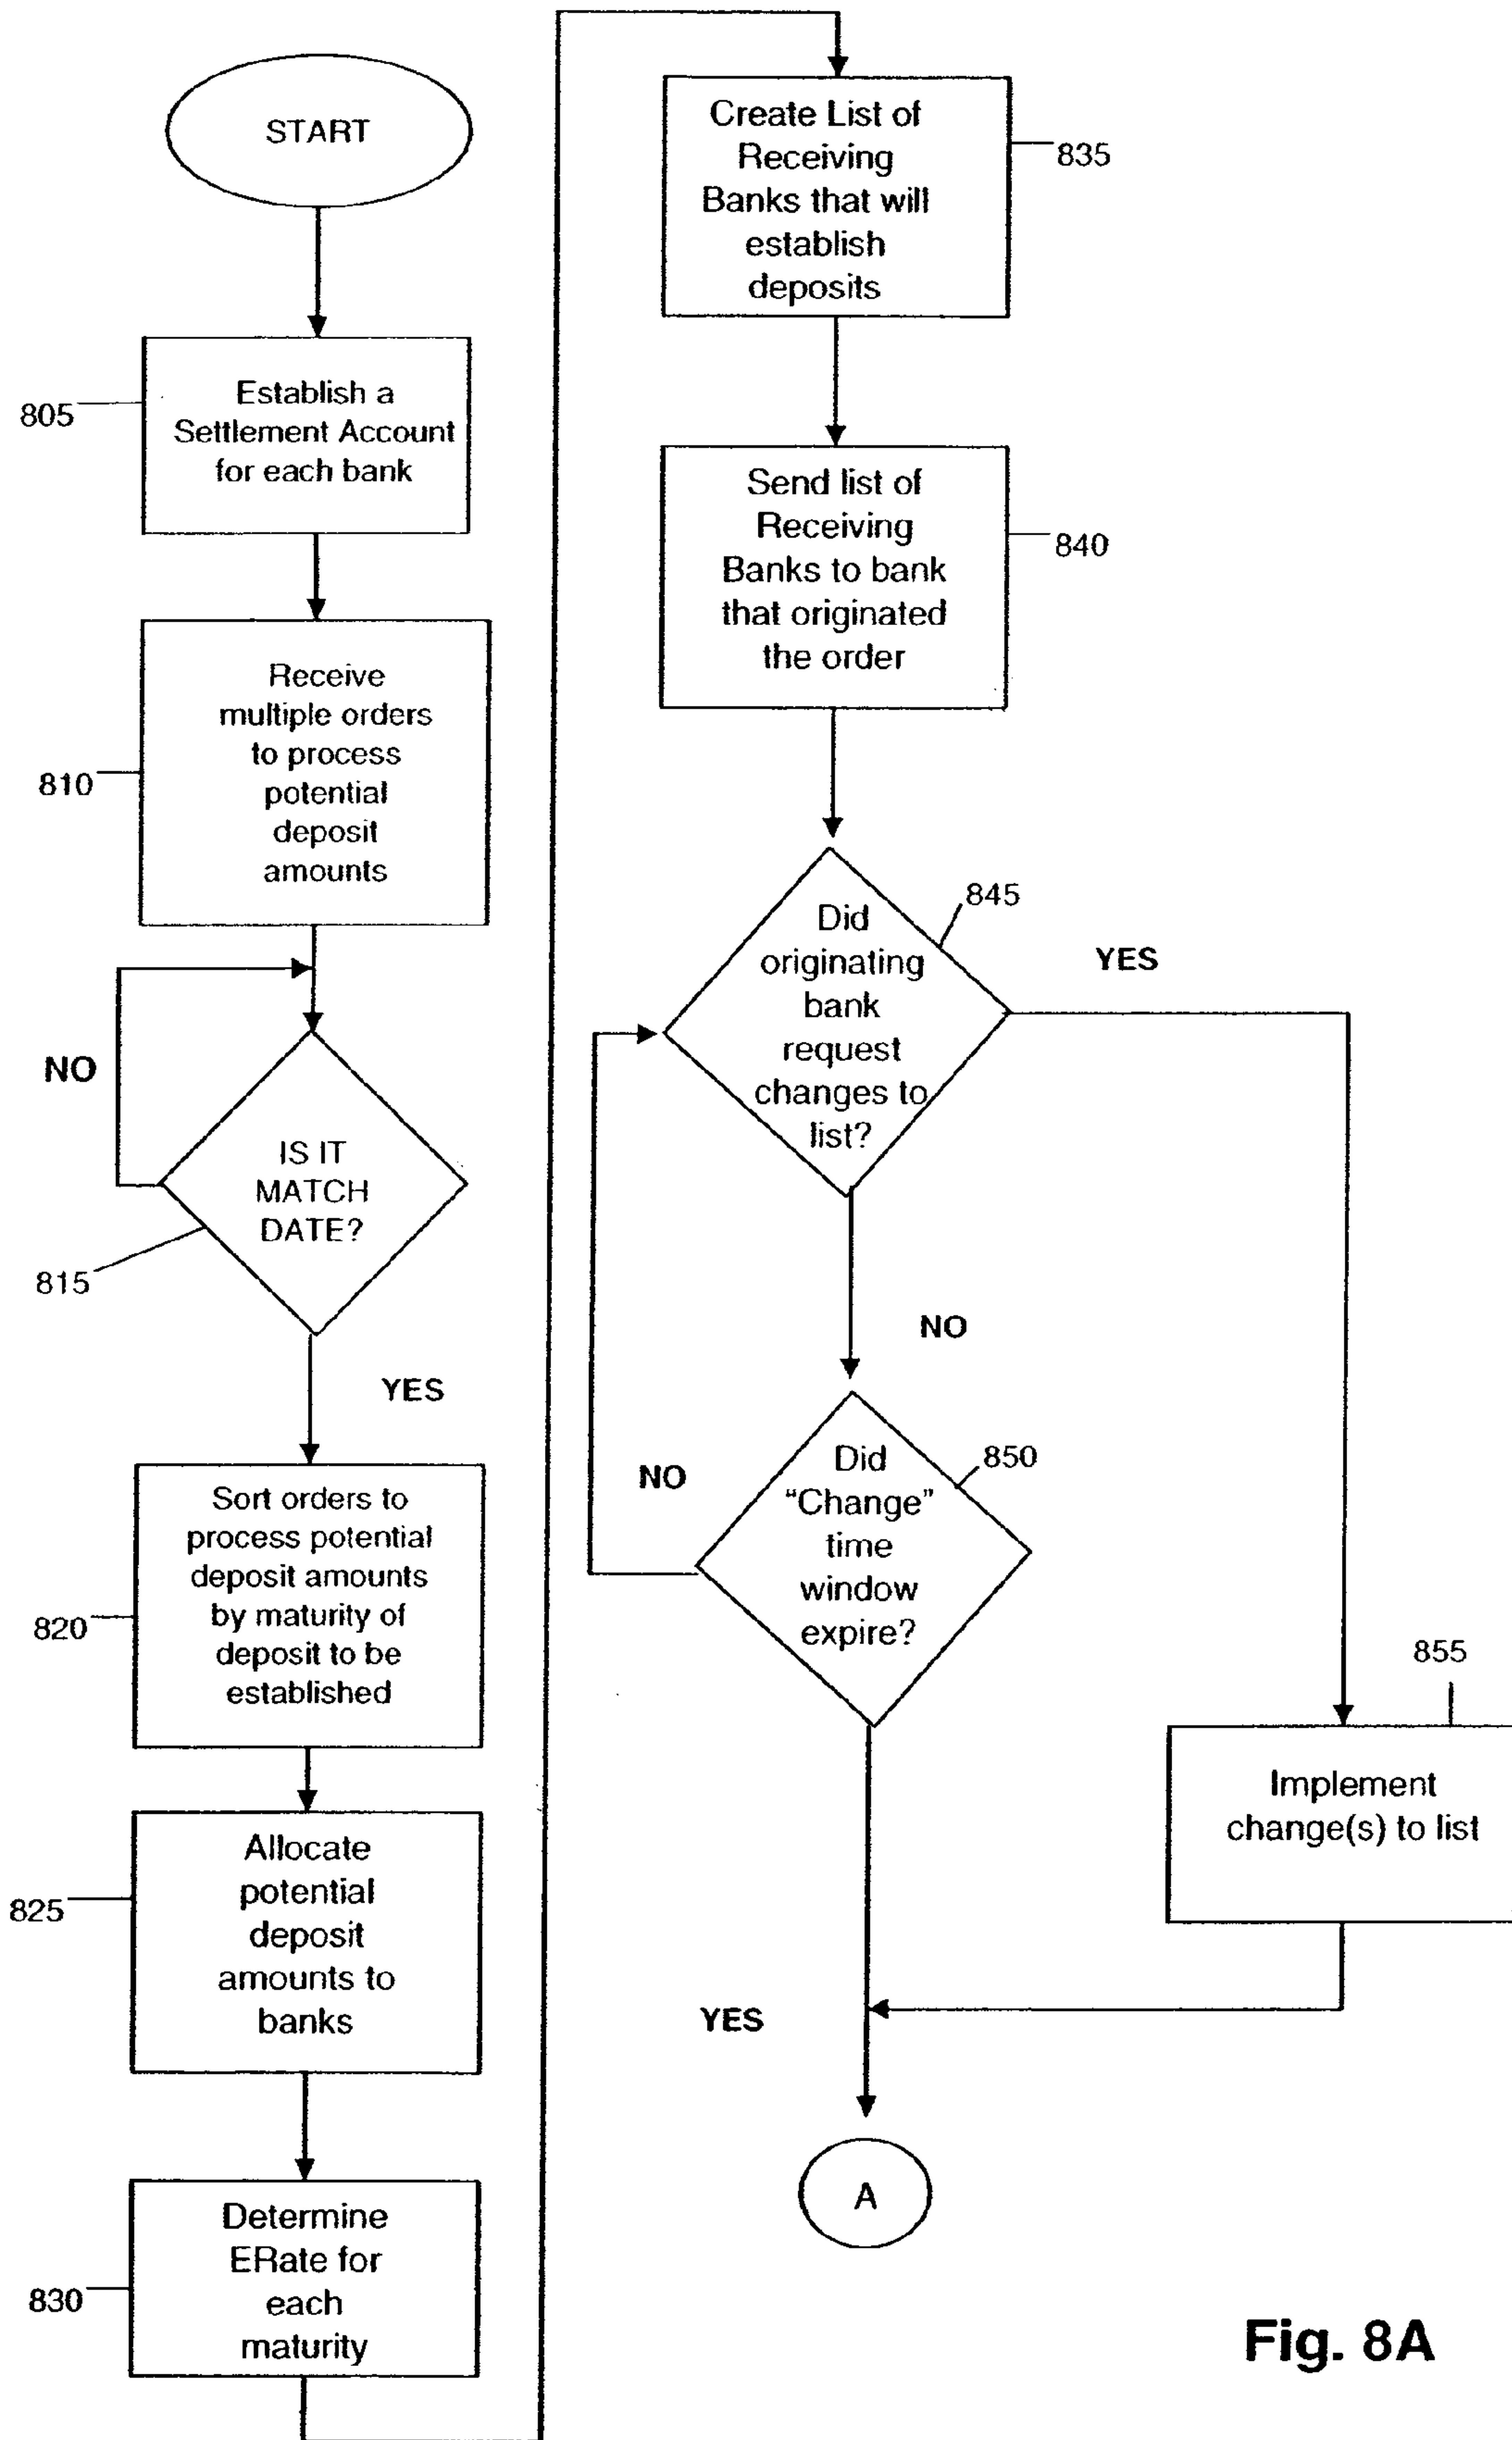 START
805
Establish a
Settlement Account
for each bank
810
Receive
multiple orders
to process
potential
deposit
amounts
NO
IS IT
MATCH
DATE?
815
YES
820
Sort orders to
process potential
deposit amounts
by maturity of
deposit to be
established
825
Allocate
potential
deposit
amounts to
banks
830
Determine
ERate for
each
maturity
Create List of
Receiving
Banks that will
establish
deposits
835
Send list of
Receiving
Banks to bank
that originated
the order
840
Did
originating
bank
request
changes to
list?
845
YES
NO
Did
“Change”
time
window
expire?
850
NO
855
Implement
change(s) to list
YES
A
Fig. 8A